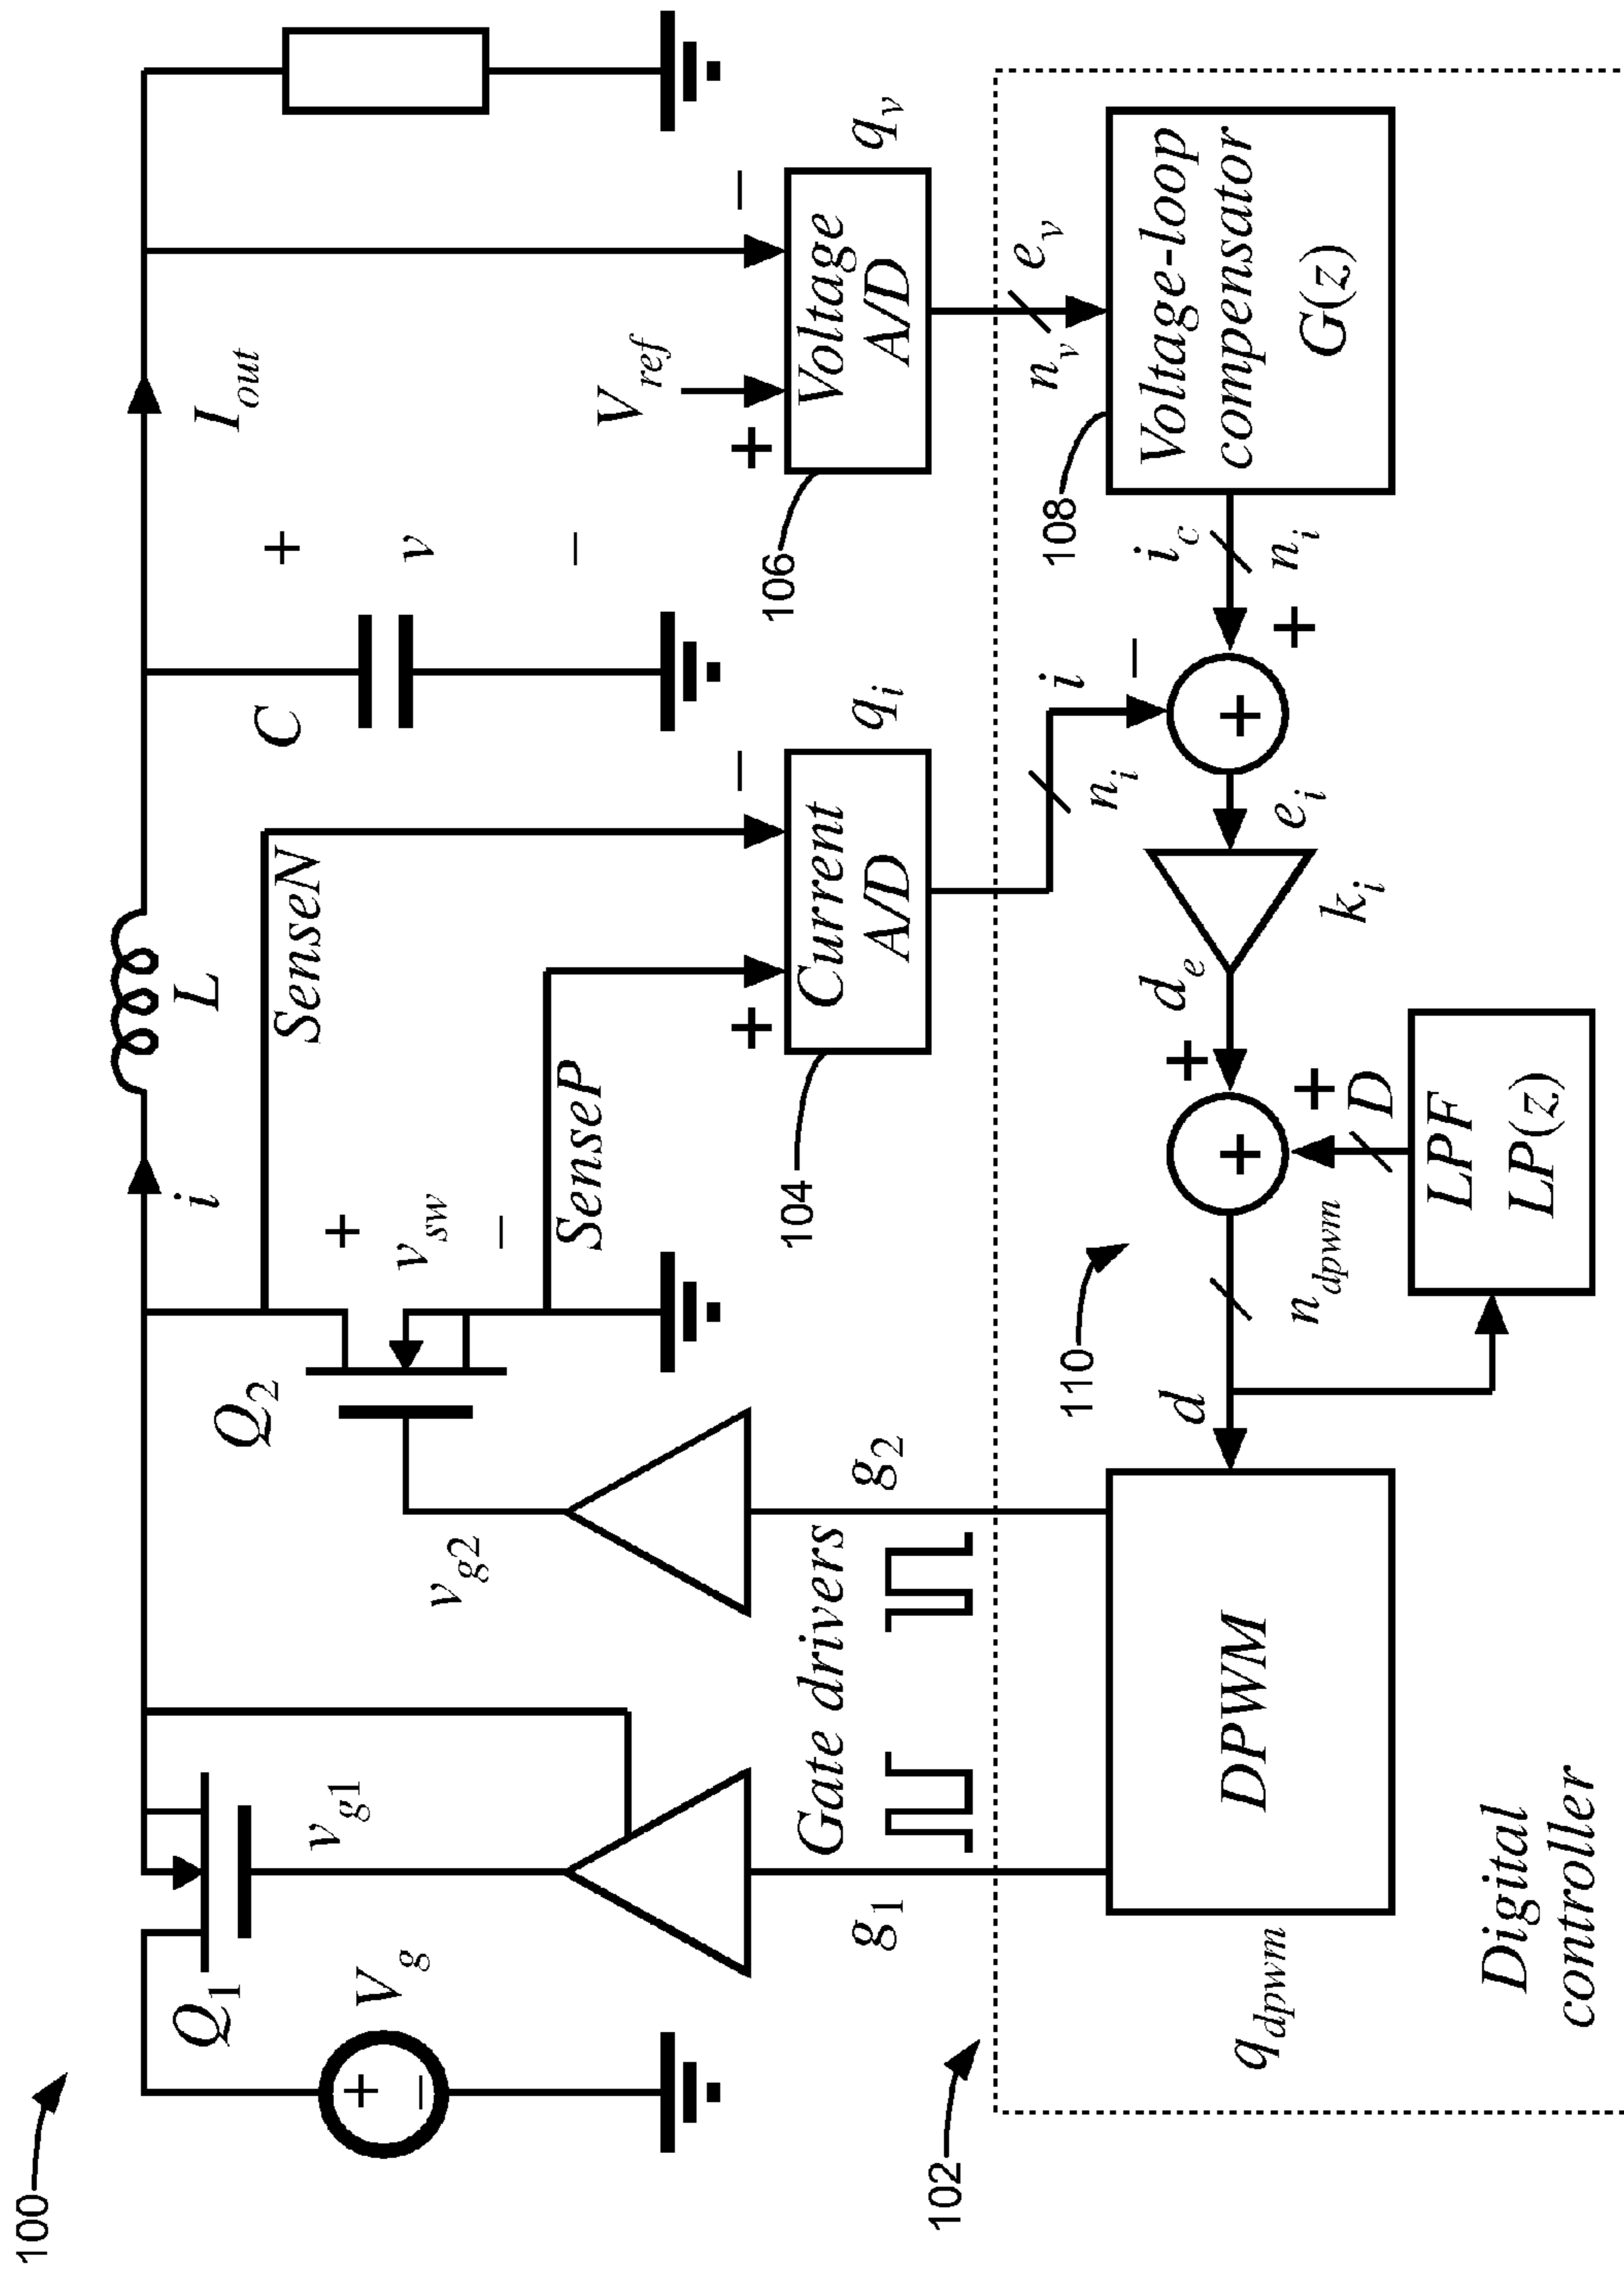 100
Q1
Vg
+
−
vg1
Q2
vg2
+
vsw
−
i
L
SenseN
SenseP
C
+
v
−
Iout
Vref
Gate drivers
g1
g2
104
+
−
Current
A/D
qi
106
+
−
Voltage
A/D
qv
102
qdpwm
DPWM
d
110
ndpwm
+
+
+
D
LPF
LP(z)
de
ki
ei
ni
i
−
+
+
ic
ni
108
nv
ev
Voltage-loop
compensator
G(z)
Digital
controller